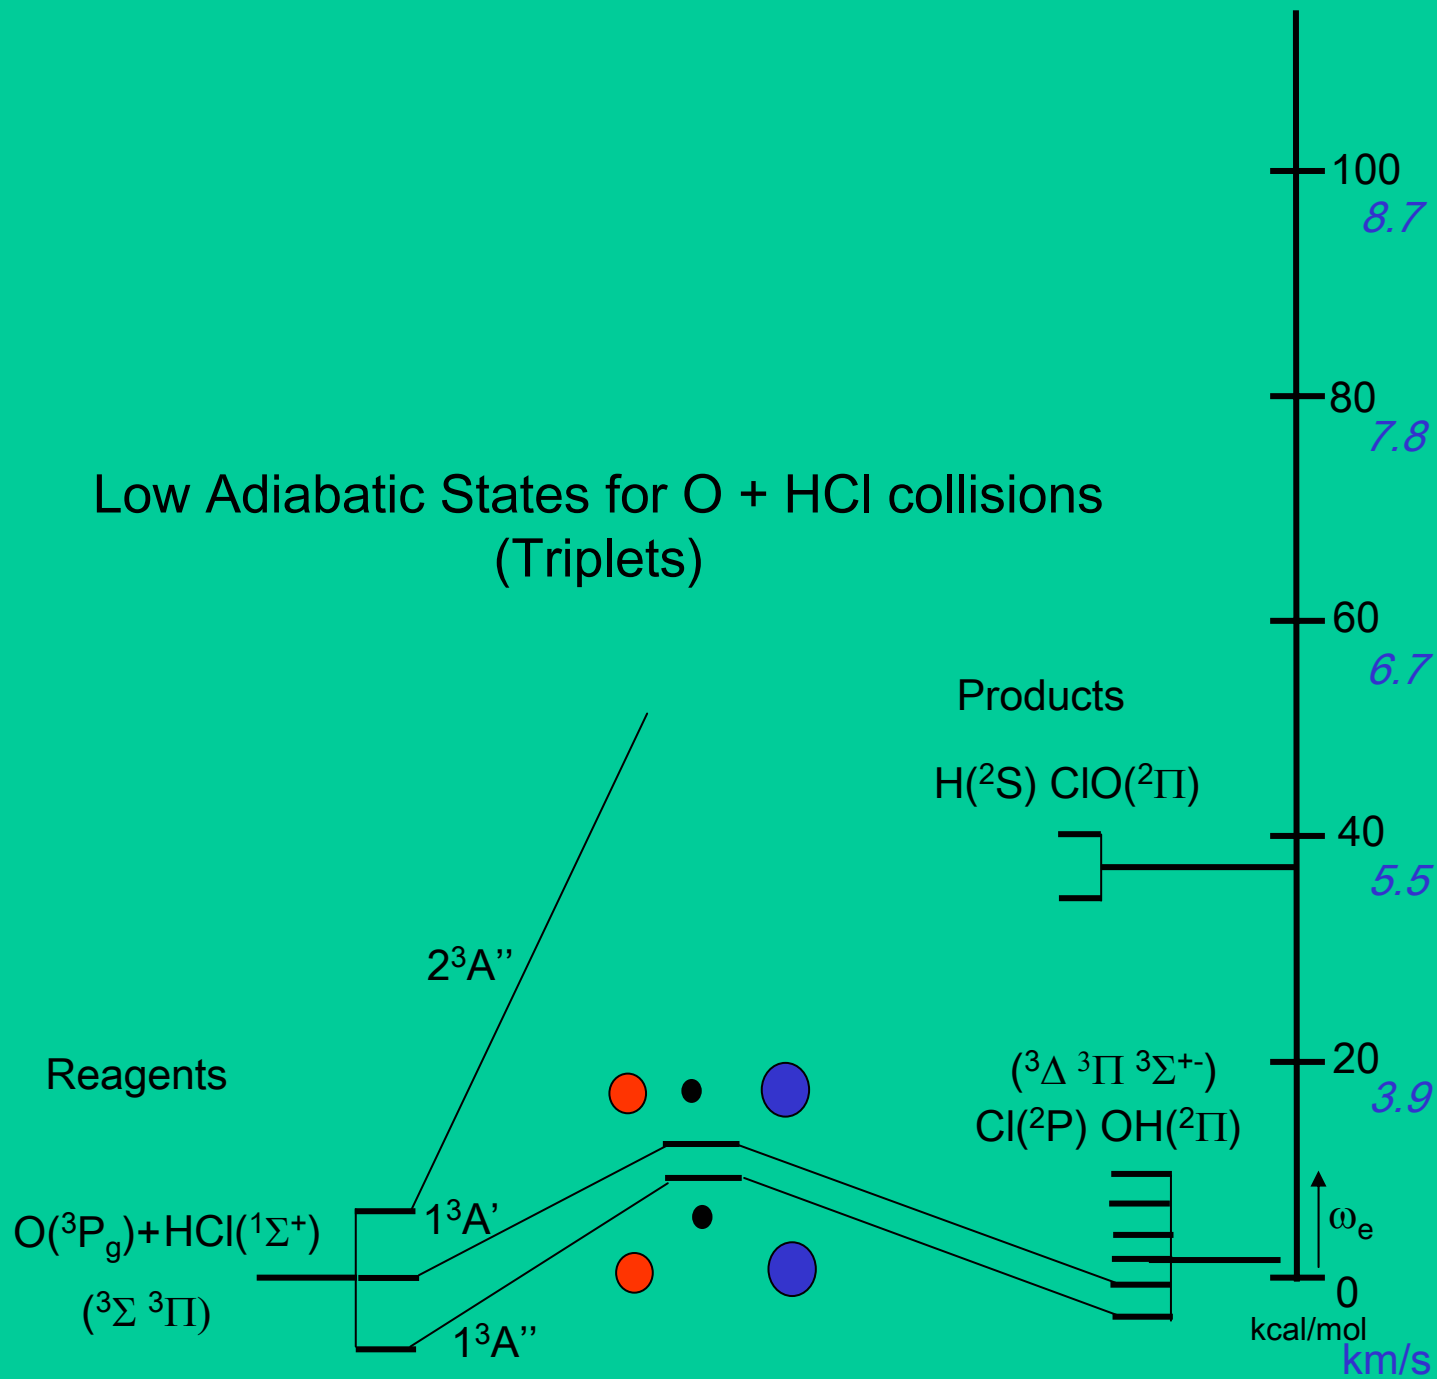 100
8.7
80
7.8
Low Adiabatic States for O + HCl collisions
(Triplets)
60
6.7
Products
H(²S) ClO(²Π)
40
5.5
2³A’’
Reagents
(³Δ ³Π ³Σ⁺⁻)
20
3.9
Cl(²P) OH(²Π)
O(³P_g)+HCl(¹Σ⁺)
1³A’
ω_e
(³Σ ³Π)
0
1³A’’
kcal/mol
km/s